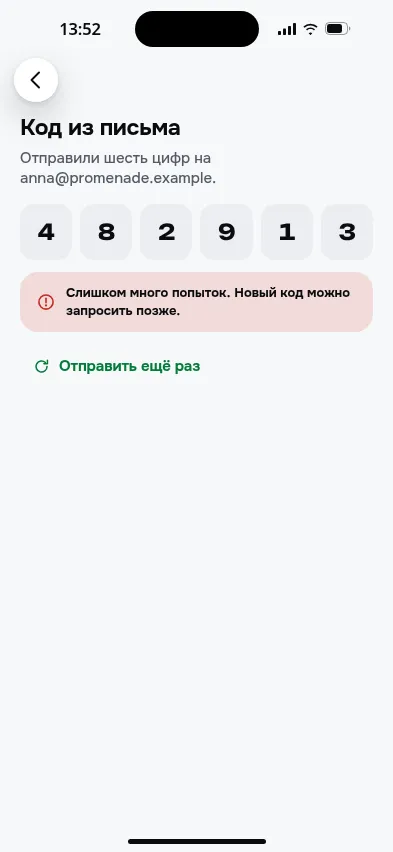 13:52
Код из письма
Отправили шесть цифр на
anna@promenade.example.
4 8 2 9 1 3
Слишком много попыток. Новый код можно
запросить позже.
Отправить ещё раз